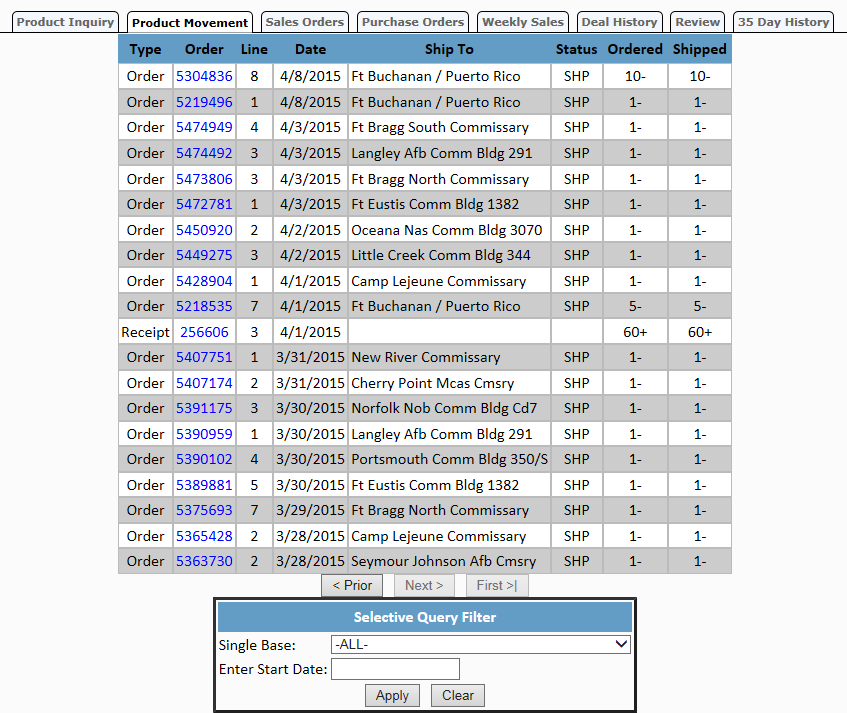 Product Inquiry Product Movement Sales Orders Purchase Orders Weekly Sales Deal History Review 35 Day History
Type Order Line Date Ship To Status Ordered Shipped
Order 5304836 8 4/8/2015 Ft Buchanan / Puerto Rico SHP 10- 10-
Order 5219496 1 4/8/2015 Ft Buchanan / Puerto Rico SHP 1- 1-
Order 5474949 4 4/3/2015 Ft Bragg South Commissary SHP 1- 1-
Order 5474492 3 4/3/2015 Langley Afb Comm Bldg 291 SHP 1- 1-
Order 5473806 3 4/3/2015 Ft Bragg North Commissary SHP 1- 1-
Order 5472781 1 4/3/2015 Ft Eustis Comm Bldg 1382 SHP 1- 1-
Order 5450920 2 4/2/2015 Oceana Nas Comm Bldg 3070 SHP 1- 1-
Order 5449275 3 4/2/2015 Little Creek Comm Bldg 344 SHP 1- 1-
Order 5428904 1 4/1/2015 Camp Lejeune Commissary SHP 1- 1-
Order 5218535 7 4/1/2015 Ft Buchanan / Puerto Rico SHP 5- 5-
Receipt 256606 3 4/1/2015 60+ 60+
Order 5407751 1 3/31/2015 New River Commissary SHP 1- 1-
Order 5407174 2 3/31/2015 Cherry Point Mcas Cmsry SHP 1- 1-
Order 5391175 3 3/30/2015 Norfolk Nob Comm Bldg Cd7 SHP 1- 1-
Order 5390959 1 3/30/2015 Langley Afb Comm Bldg 291 SHP 1- 1-
Order 5390102 4 3/30/2015 Portsmouth Comm Bldg 350/S SHP 1- 1-
Order 5389881 5 3/30/2015 Ft Eustis Comm Bldg 1382 SHP 1- 1-
Order 5375693 7 3/29/2015 Ft Bragg North Commissary SHP 1- 1-
Order 5365428 2 3/28/2015 Camp Lejeune Commissary SHP 1- 1-
Order 5363730 2 3/28/2015 Seymour Johnson Afb Cmsry SHP 1- 1-
< Prior Next > First >|
Selective Query Filter
Single Base: -ALL-
Enter Start Date:
Apply Clear